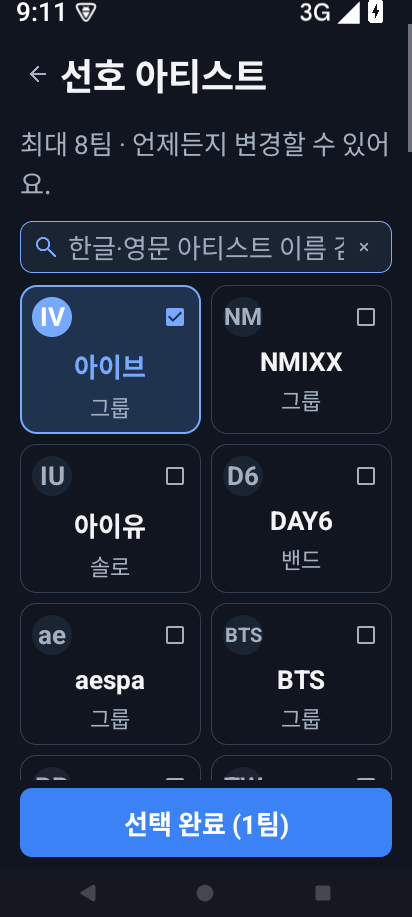 9:11 3G
선호 아티스트
최대 8팀 · 언제든지 변경할 수 있어
요.
한글·영문 아티스트 이름
IV
아이브
그룹
NM
NMIXX
그룹
IU
아이유
솔로
D6
DAY6
밴드
ae
aespa
그룹
BTS
BTS
그룹
선택 완료 (1팀)